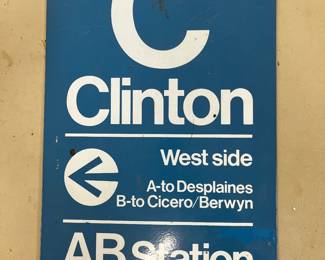 C
Clinton
West side
A-to Desplaines
B-to Cicero/Berwyn
AB Station